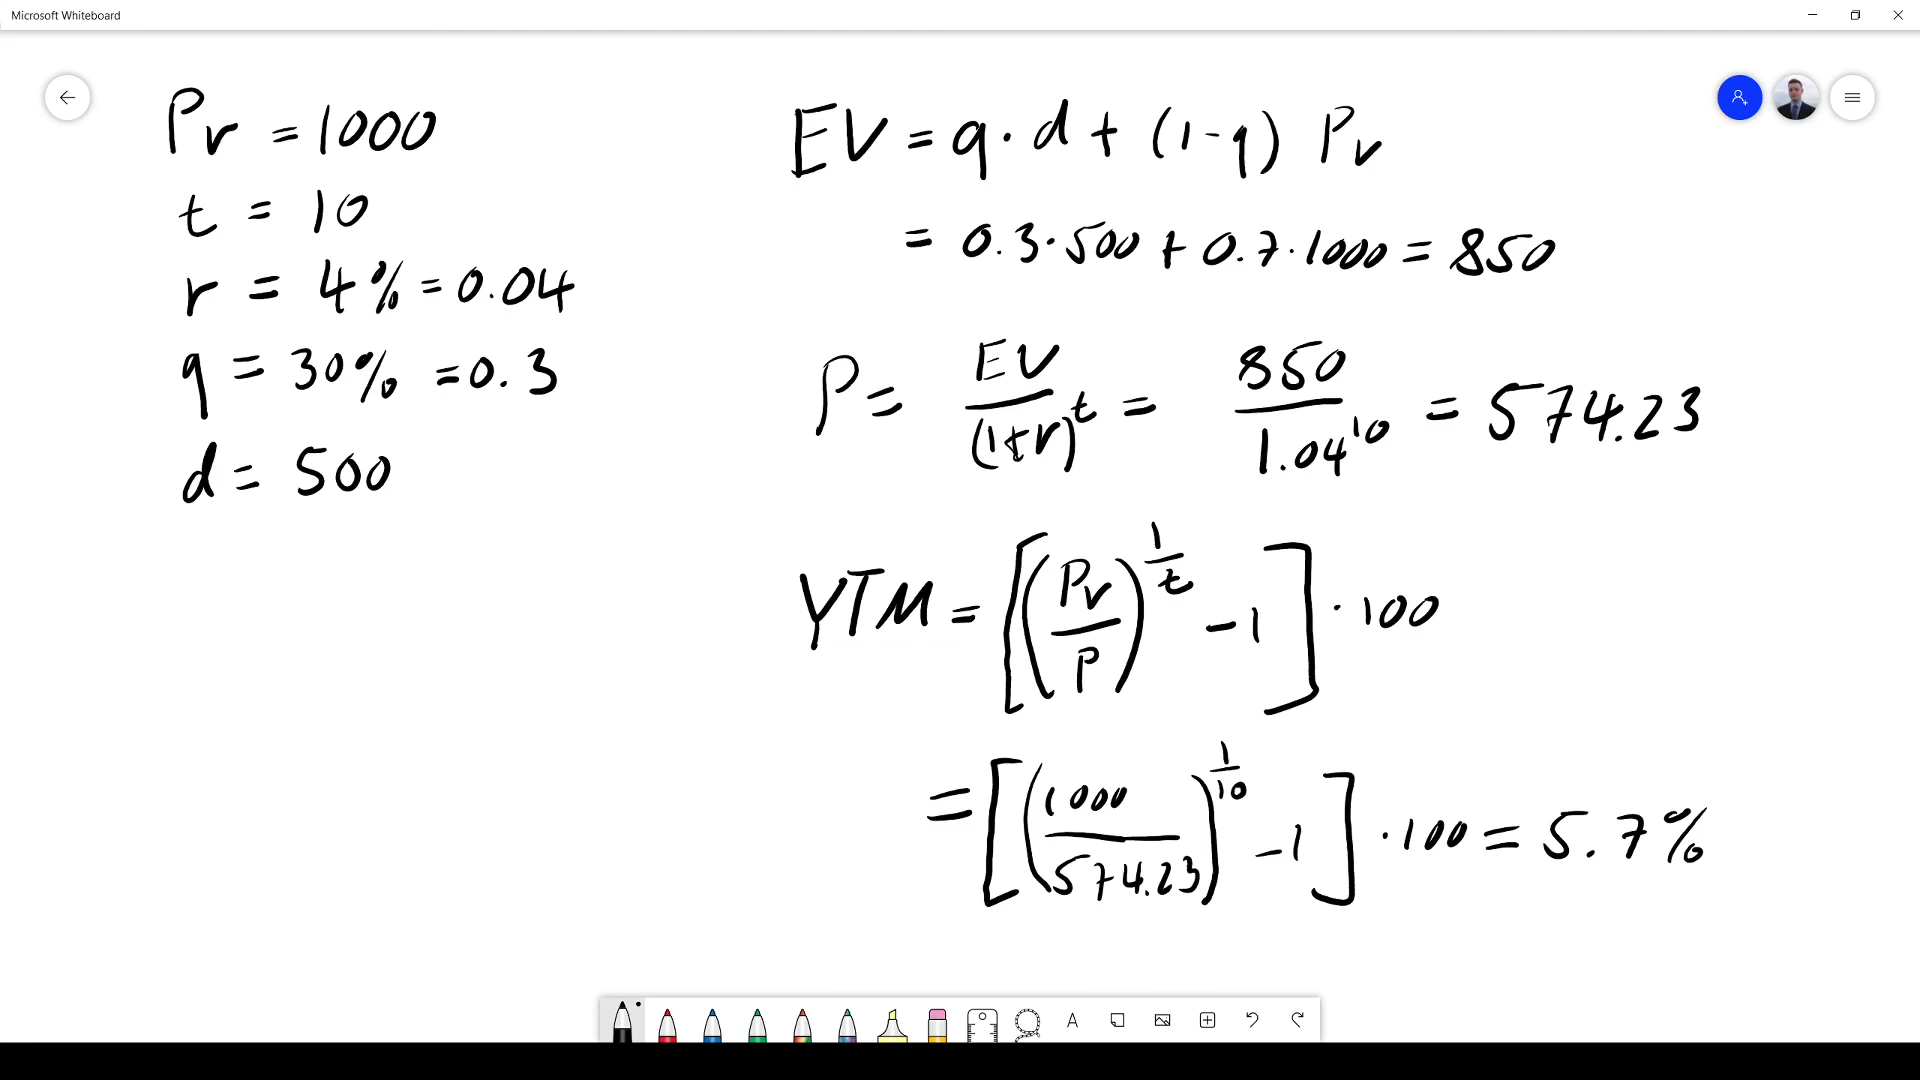 Microsoft Whiteboard
Pv = 1000
t = 10
r = 4% = 0.04
q = 30% = 0.3
d = 500
EV = q · d + (1-q) Pv
= 0.3 · 500 + 0.7 · 1000 = 850
P = EV/(1+r)^t = 850/1.04^10 = 574.23
YTM = [(Pv/P)^(1/t) - 1] · 100
= [(1000/574.23)^(1/10) - 1] · 100 = 5.7%
A